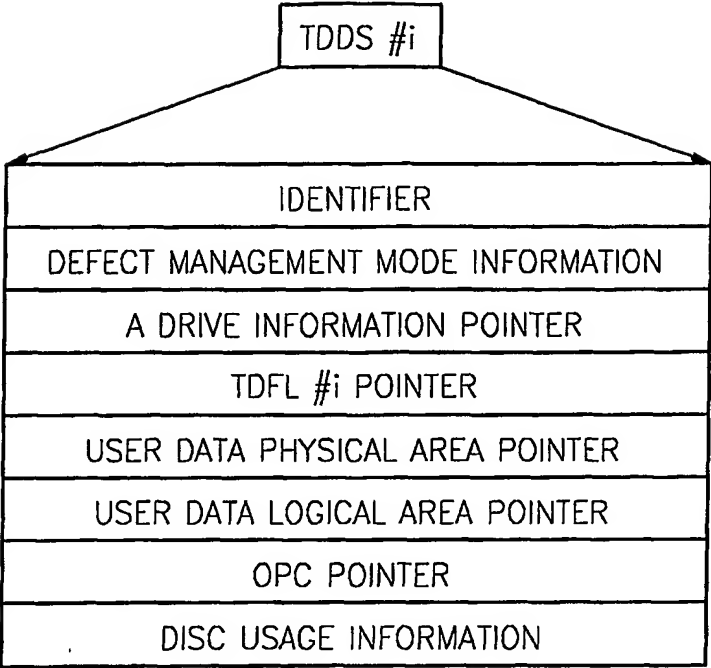 TDDS #i
IDENTIFIER
DEFECT MANAGEMENT MODE INFORMATION
A DRIVE INFORMATION POINTER
TDFL #i POINTER
USER DATA PHYSICAL AREA POINTER
USER DATA LOGICAL AREA POINTER
OPC POINTER
DISC USAGE INFORMATION